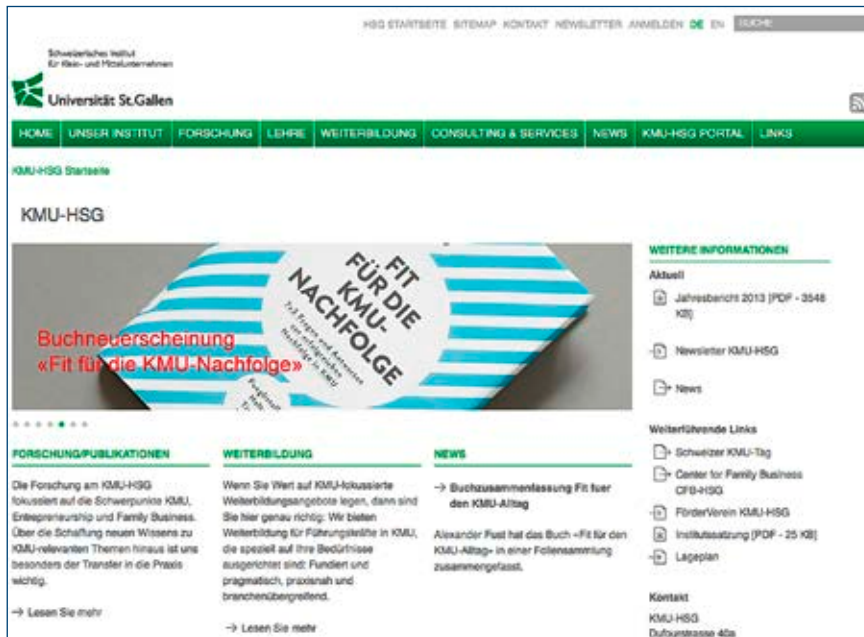 HSG STARTSEITE SITEMAP KONTAKT NEWSLETTER ANMELDEN DE EN SUCHE
Schweizerisches Institut
für Klein- und Mittelunternehmen
Universität St.Gallen
HOME UNSER INSTITUT FORSCHUNG LEHRE WEITERBILDUNG CONSULTING & SERVICES NEWS KMU-HSG PORTAL LINKS
KMU-HSG Startseite
KMU-HSG
FIT
FÜR DIE
KMU-
NACHFOLGE
7x3 Fragen und Antworten
zur erfolgreichen
Nachfolge in KMU
Buchneuerscheinung
«Fit für die KMU-Nachfolge»
FORSCHUNG/PUBLIKATIONEN
Die Forschung am KMU-HSG
fokussiert auf die Schwerpunkte KMU,
Entrepreneurship und Family Business.
Über die Schaffung neuen Wissens zu
KMU-relevanten Themen hinaus ist uns
besonders der Transfer in die Praxis
wichtig.
→ Lesen Sie mehr
WEITERBILDUNG
Wenn Sie Wert auf KMU-fokussierte
Weiterbildungsangebote legen, dann sind
Sie hier genau richtig: Wir bieten
Weiterbildung für Führungskräfte in KMU,
die speziell auf Ihre Bedürfnisse
ausgerichtet sind: Fundiert und
pragmatisch, praxisnah und
branchenübergreifend.
→ Lesen Sie mehr
NEWS
→ Buchzusammenfassung Fit fuer
den KMU-Alltag
Alexander Fust hat das Buch «Fit für den
KMU-Alltag» in einer Foliensammlung
zusammengefasst.
WEITERE INFORMATIONEN
Aktuell
Jahresbericht 2013 [PDF - 3548
KB]
Newsletter KMU-HSG
News
Weiterführende Links
Schweizer KMU-Tag
Center for Family Business
CFB-HSG
FörderVerein KMU-HSG
Institutssatzung [PDF - 25 KB]
Lageplan
Kontakt
KMU-HSG
Dufourstrasse 40a